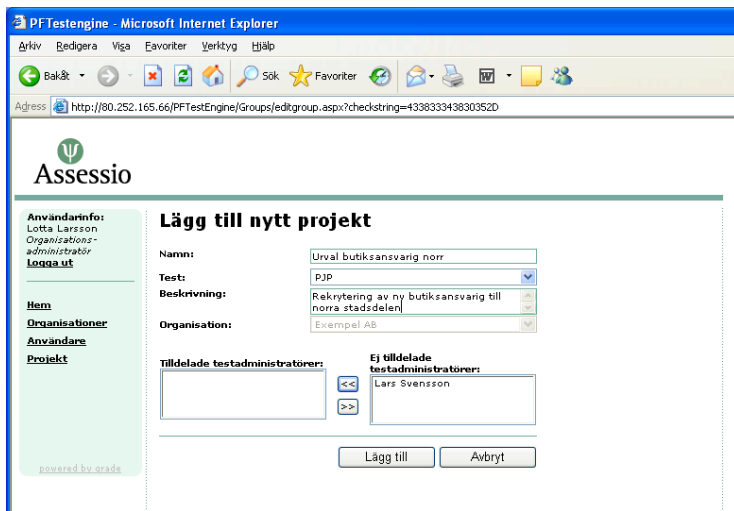 PFTestengine - Microsoft Internet Explorer
Arkiv Redigera Visa Favoriter Verktyg Hjälp
Bakåt Sök Favoriter
Adress http://80.252.165.66/PFTestEngine/Groups/editgroup.aspx?checkstring=433833343830352D
Assessio
Användarinfo:
Lotta Larsson
Organisations-
administratör
Logga ut
Hem
Organisationer
Användare
Projekt
powered by grade
Lägg till nytt projekt
Namn: Urval butiksansvarig norr
Test: PJP
Beskrivning: Rekrytering av ny butiksansvarig till
norra stadsdelen
Organisation: Exempel AB
Tilldelade testadministratörer:
Ej tilldelade
testadministratörer:
<<
>>
Lars Svensson
Lägg till Avbryt